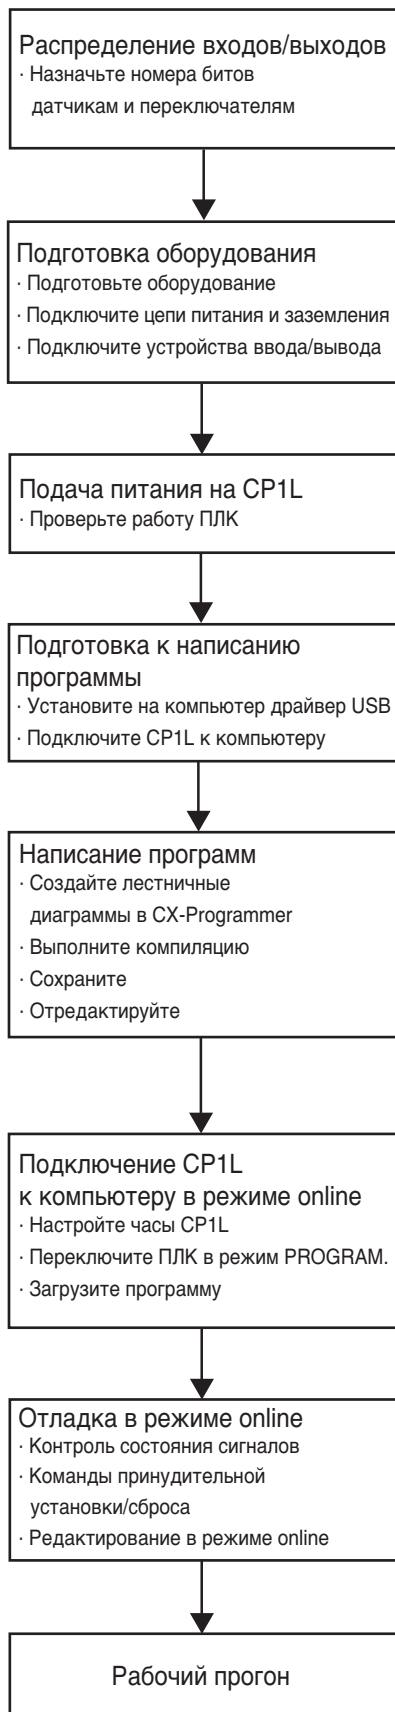 Распределение входов/выходов
· Назначьте номера битов
датчикам и переключателям
Подготовка оборудования
· Подготовьте оборудование
· Подключите цепи питания и заземления
· Подключите устройства ввода/вывода
Подача питания на CP1L
· Проверьте работу ПЛК
Подготовка к написанию
программы
· Установите на компьютер драйвер USB
· Подключите CP1L к компьютеру
Написание программ
· Создайте лестничные
диаграммы в CX-Programmer
· Выполните компиляцию
· Сохраните
· Отредактируйте
Подключение CP1L
к компьютеру в режиме online
· Настройте часы CP1L
· Переключите ПЛК в режим PROGRAM.
· Загрузите программу
Отладка в режиме online
· Контроль состояния сигналов
· Команды принудительной
установки/сброса
· Редактирование в режиме online
Рабочий прогон